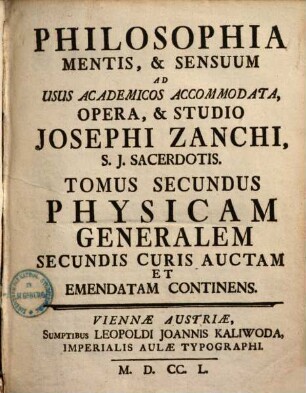 PHILOSOPHIA
MENTIS, & SENSUUM
AD
USUS ACADEMICOS ACCOMMODATA,
OPERA, & STUDIO
JOSEPHI ZANCHI,
S. J. SACERDOTIS.
TOMUS SECUNDUS
PHYSICAM
GENERALEM
SECUNDIS CURIS AUCTAM
ET
EMENDATAM CONTINENS.
VIENNÆ AUSTRIÆ,
SUMPTIBUS LEOPOLDI JOANNIS KALIWODA,
IMPERIALIS AULÆ TYPOGRAPHI.
M. D. CC. L.